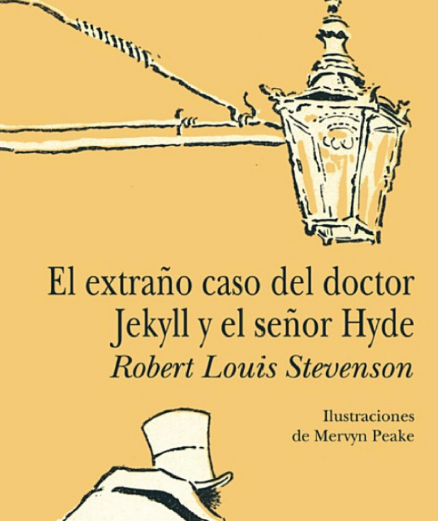 El extraño caso del doctor
Jekyll y el señor Hyde
Robert Louis Stevenson
Ilustraciones
de Mervyn Peake